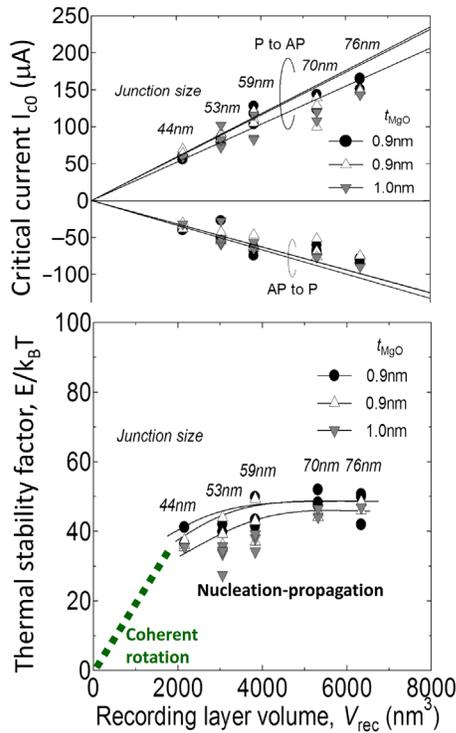 250
200
150
100
50
0
−50
−100
Critical current I_c0 (μA)
P to AP
Junction size
44nm
53nm
59nm
70nm
76nm
t_MgO
0.9nm
0.9nm
1.0nm
AP to P
100
80
60
40
20
0
Thermal stability factor, E/k_BT
t_MgO
0.9nm
0.9nm
1.0nm
Junction size
44nm
53nm
59nm
70nm
76nm
Nucleation-propagation
Coherent
rotation
0 2000 4000 6000 8000
Recording layer volume, V_rec (nm³)